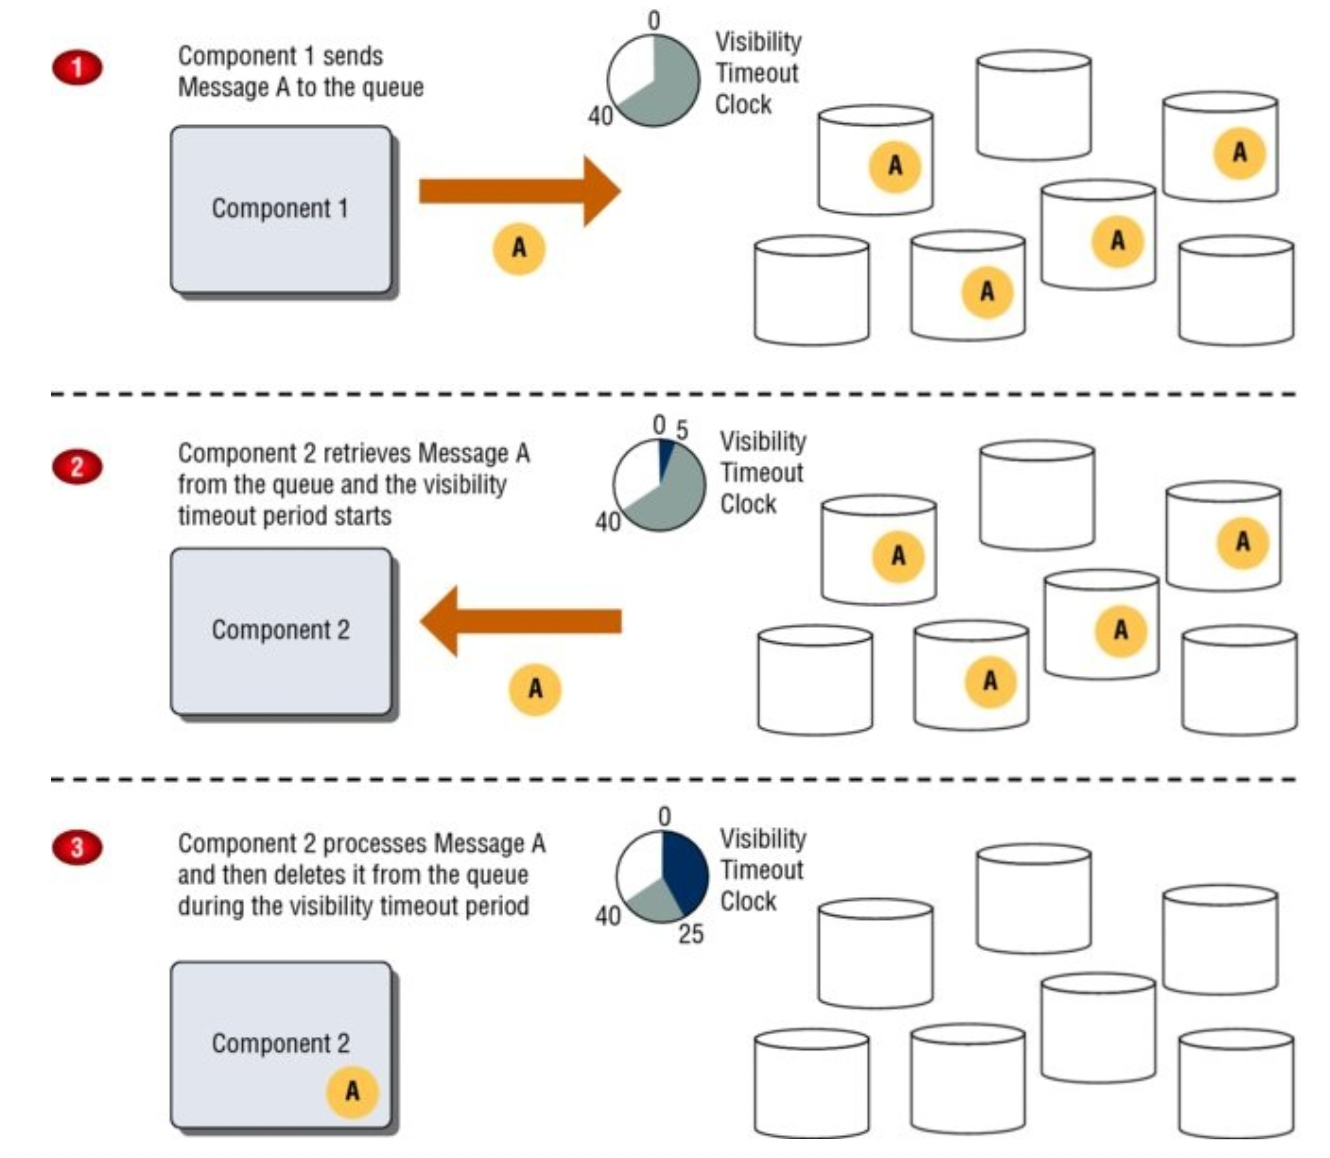 1
Component 1 sends
Message A to the queue
Component 1
A
0
40
Visibility
Timeout
Clock
A
A
A
A
2
Component 2 retrieves Message A
from the queue and the visibility
timeout period starts
Component 2
A
0 5
40
Visibility
Timeout
Clock
A
A
A
A
3
Component 2 processes Message A
and then deletes it from the queue
during the visibility timeout period
Component 2
A
0
40
25
Visibility
Timeout
Clock